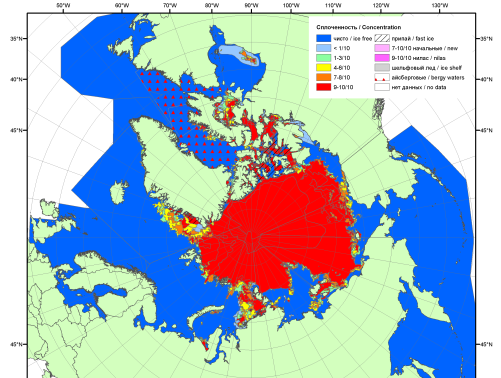 50°N 60°N 70°N 80°N 90°N 100°N 110°N 120°N
35°N
35°N
40°N
40°N
45°N
45°N
45°N
45°N
Сплоченность / Concentration
чисто / ice free
припай / fast ice
< 1/10
7-10/10 начальные / new
1-3/10
9-10/10 нилас / nilas
4-6/10
шельфовый лед / ice shelf
7-8/10
айсберговые / bergy waters
9-10/10
нет данных / no data